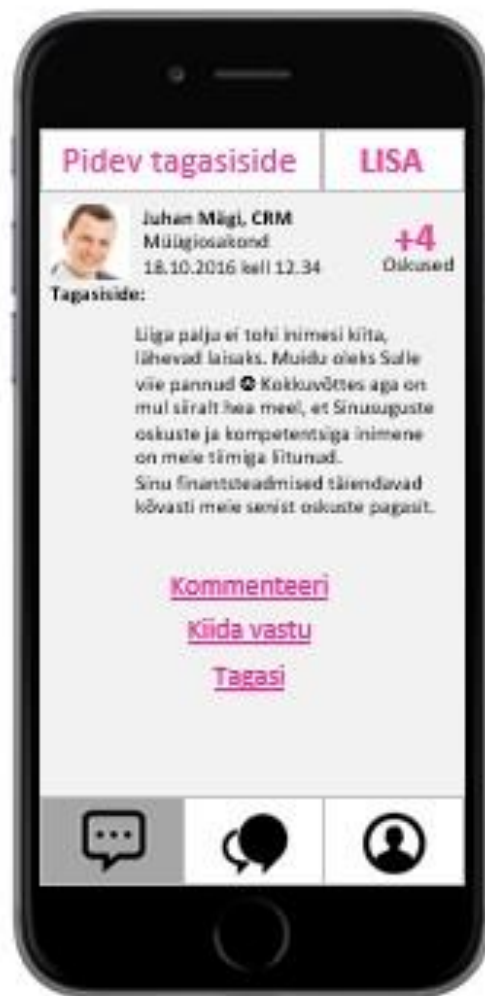 Pidev tagasiside
LISA
Juhan Mägi, CRM
Müügiosakond
18.10.2016 kell 12.34
+4
Oskused
Tagasiside:
Liiga palju ei tohi inimesi kiita,
lähevad laisaks. Muidu oleks Sulle
viie pannud Kokkuvõttes aga on
mul siiralt hea meel, et Sinusuguste
oskuste ja kompetentsiga inimene
on meie tiimiga liitunud.
Sinu finantsteadmised täiendavad
kõvasti meie senist oskuste pagasit.
Kommenteeri
Kiida vastu
Tagasi